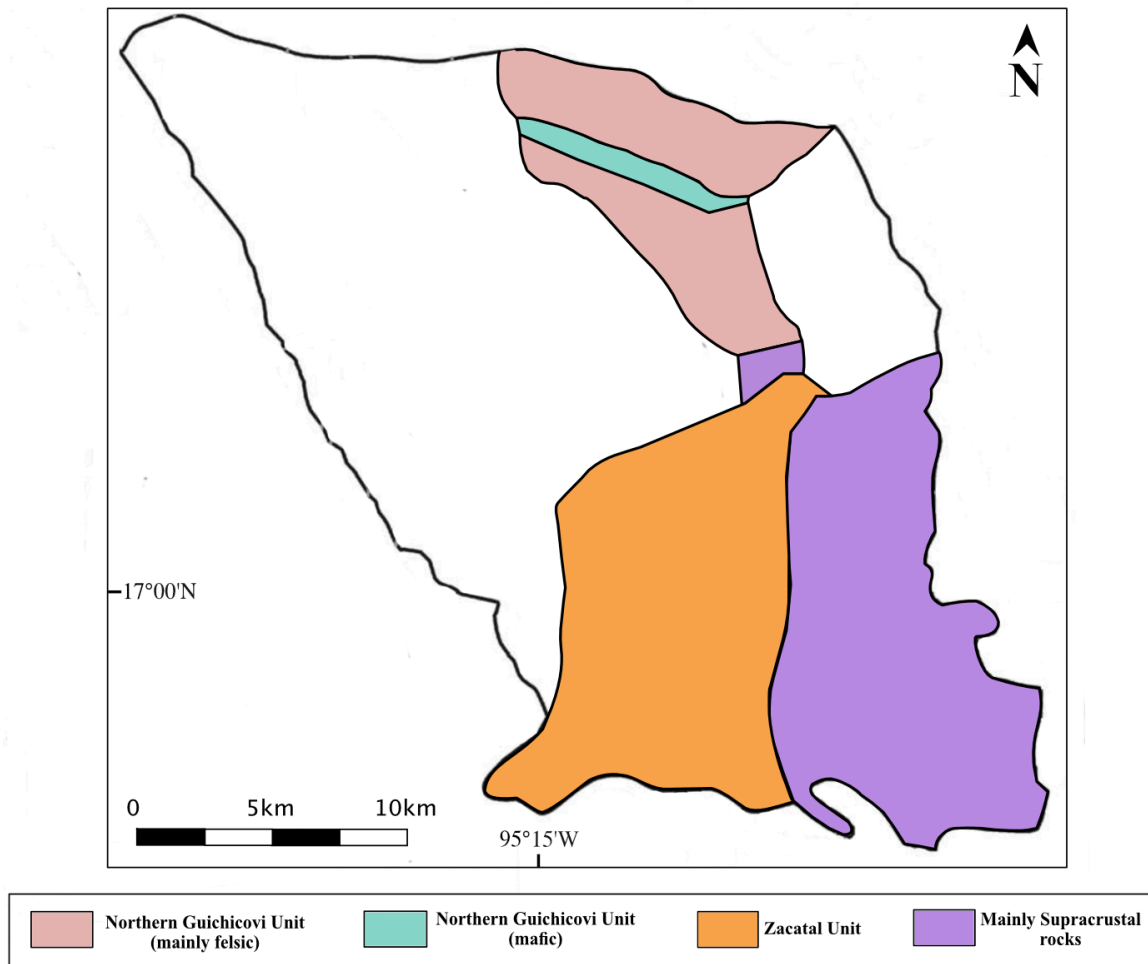 N
17°00'N
0 5km 10km
95°15'W
Northern Guichicovi Unit
(mainly felsic)
Northern Guichicovi Unit
(mafic)
Zacatal Unit
Mainly Supracrustal
rocks